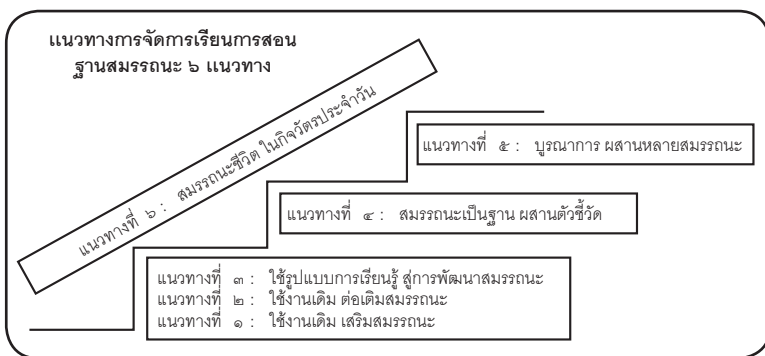 แนวทางการจัดการเรียนการสอน
ฐานสมรรถนะ ๖ แนวทาง
แนวทางที่ ๖ : สมรรถนะชีวิต ในกิจวัตรประจำวัน
แนวทางที่ ๕ : บูรณาการ ผสานหลายสมรรถนะ
แนวทางที่ ๔ : สมรรถนะเป็นฐาน ผสานตัวชี้วัด
แนวทางที่ ๓ : ใช้รูปแบบการเรียนรู้ สู่การพัฒนาสมรรถนะ
แนวทางที่ ๒ : ใช้งานเดิม ต่อเติมสมรรถนะ
แนวทางที่ ๑ : ใช้งานเดิม เสริมสมรรถนะ